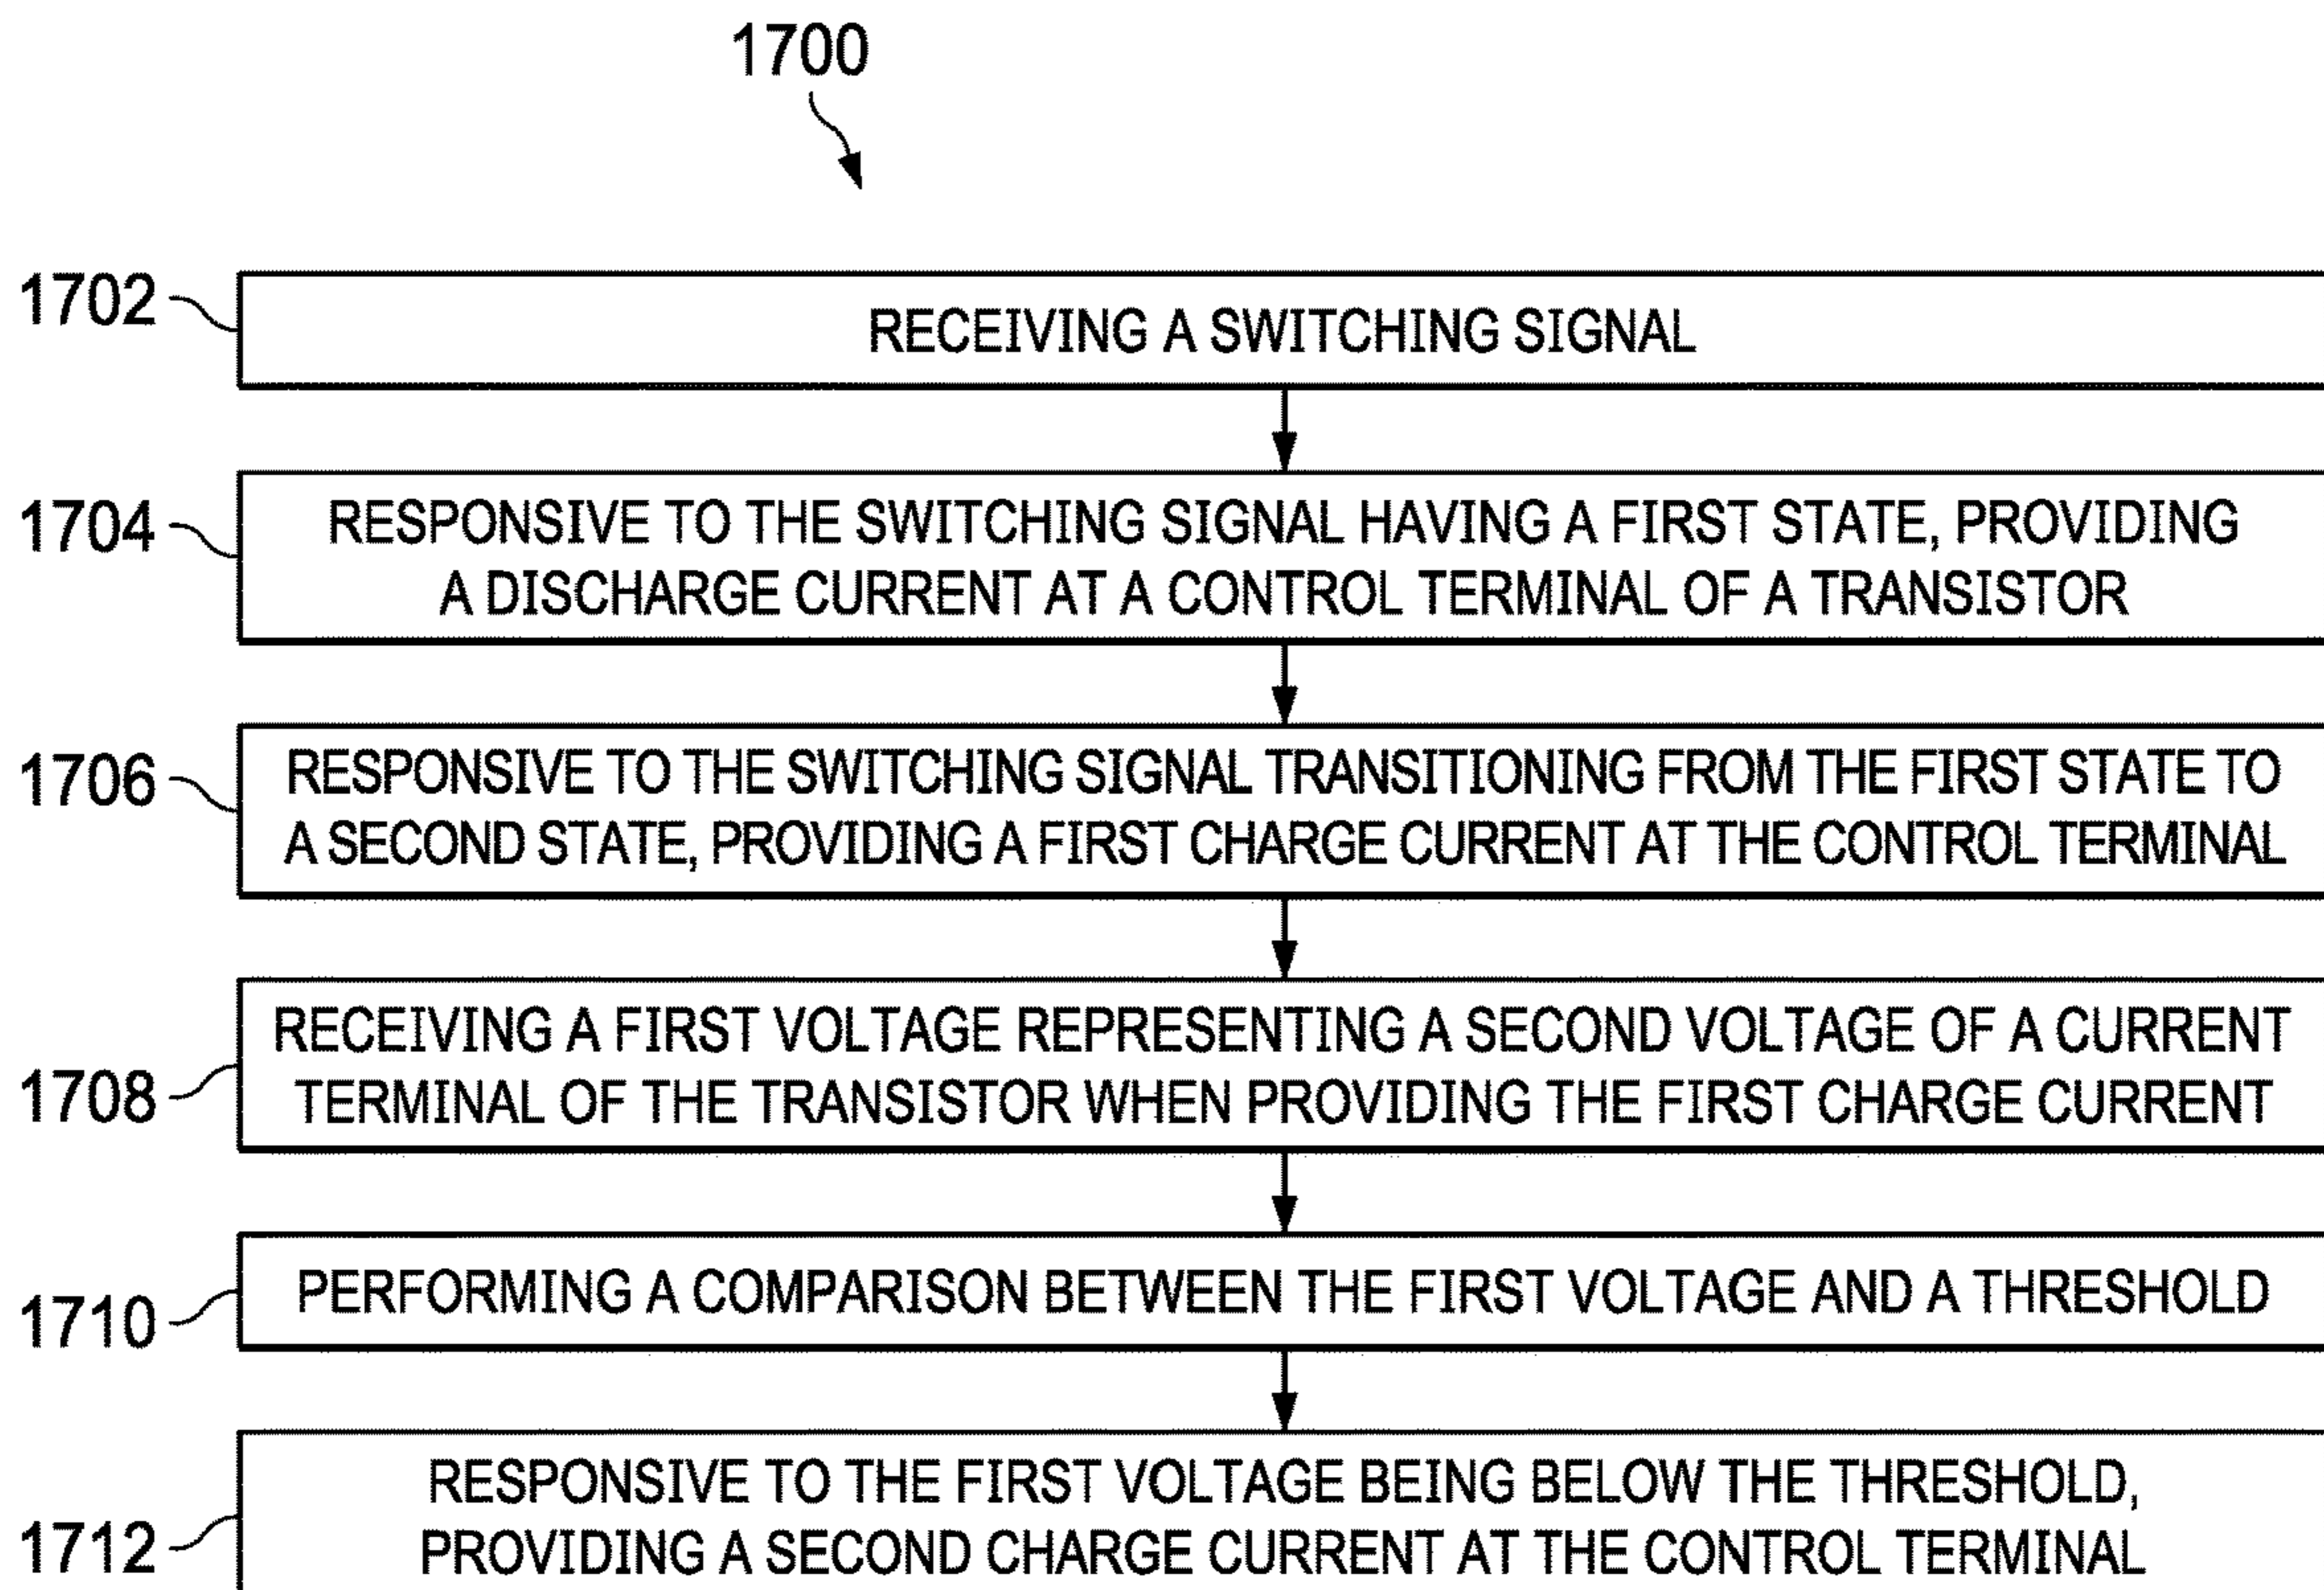 1700
1702
RECEIVING A SWITCHING SIGNAL
1704
RESPONSIVE TO THE SWITCHING SIGNAL HAVING A FIRST STATE, PROVIDING
A DISCHARGE CURRENT AT A CONTROL TERMINAL OF A TRANSISTOR
1706
RESPONSIVE TO THE SWITCHING SIGNAL TRANSITIONING FROM THE FIRST STATE TO
A SECOND STATE, PROVIDING A FIRST CHARGE CURRENT AT THE CONTROL TERMINAL
1708
RECEIVING A FIRST VOLTAGE REPRESENTING A SECOND VOLTAGE OF A CURRENT
TERMINAL OF THE TRANSISTOR WHEN PROVIDING THE FIRST CHARGE CURRENT
1710
PERFORMING A COMPARISON BETWEEN THE FIRST VOLTAGE AND A THRESHOLD
1712
RESPONSIVE TO THE FIRST VOLTAGE BEING BELOW THE THRESHOLD,
PROVIDING A SECOND CHARGE CURRENT AT THE CONTROL TERMINAL